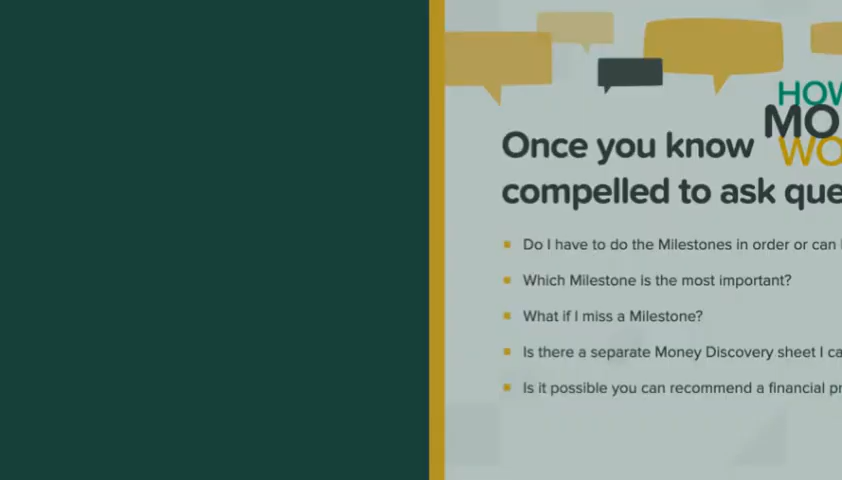 HOW
MO
WO
Once you know
compelled to ask que
Do I have to do the Milestones in order or can
Which Milestone is the most important?
What if I miss a Milestone?
Is there a separate Money Discovery sheet I ca
Is it possible you can recommend a financial pr